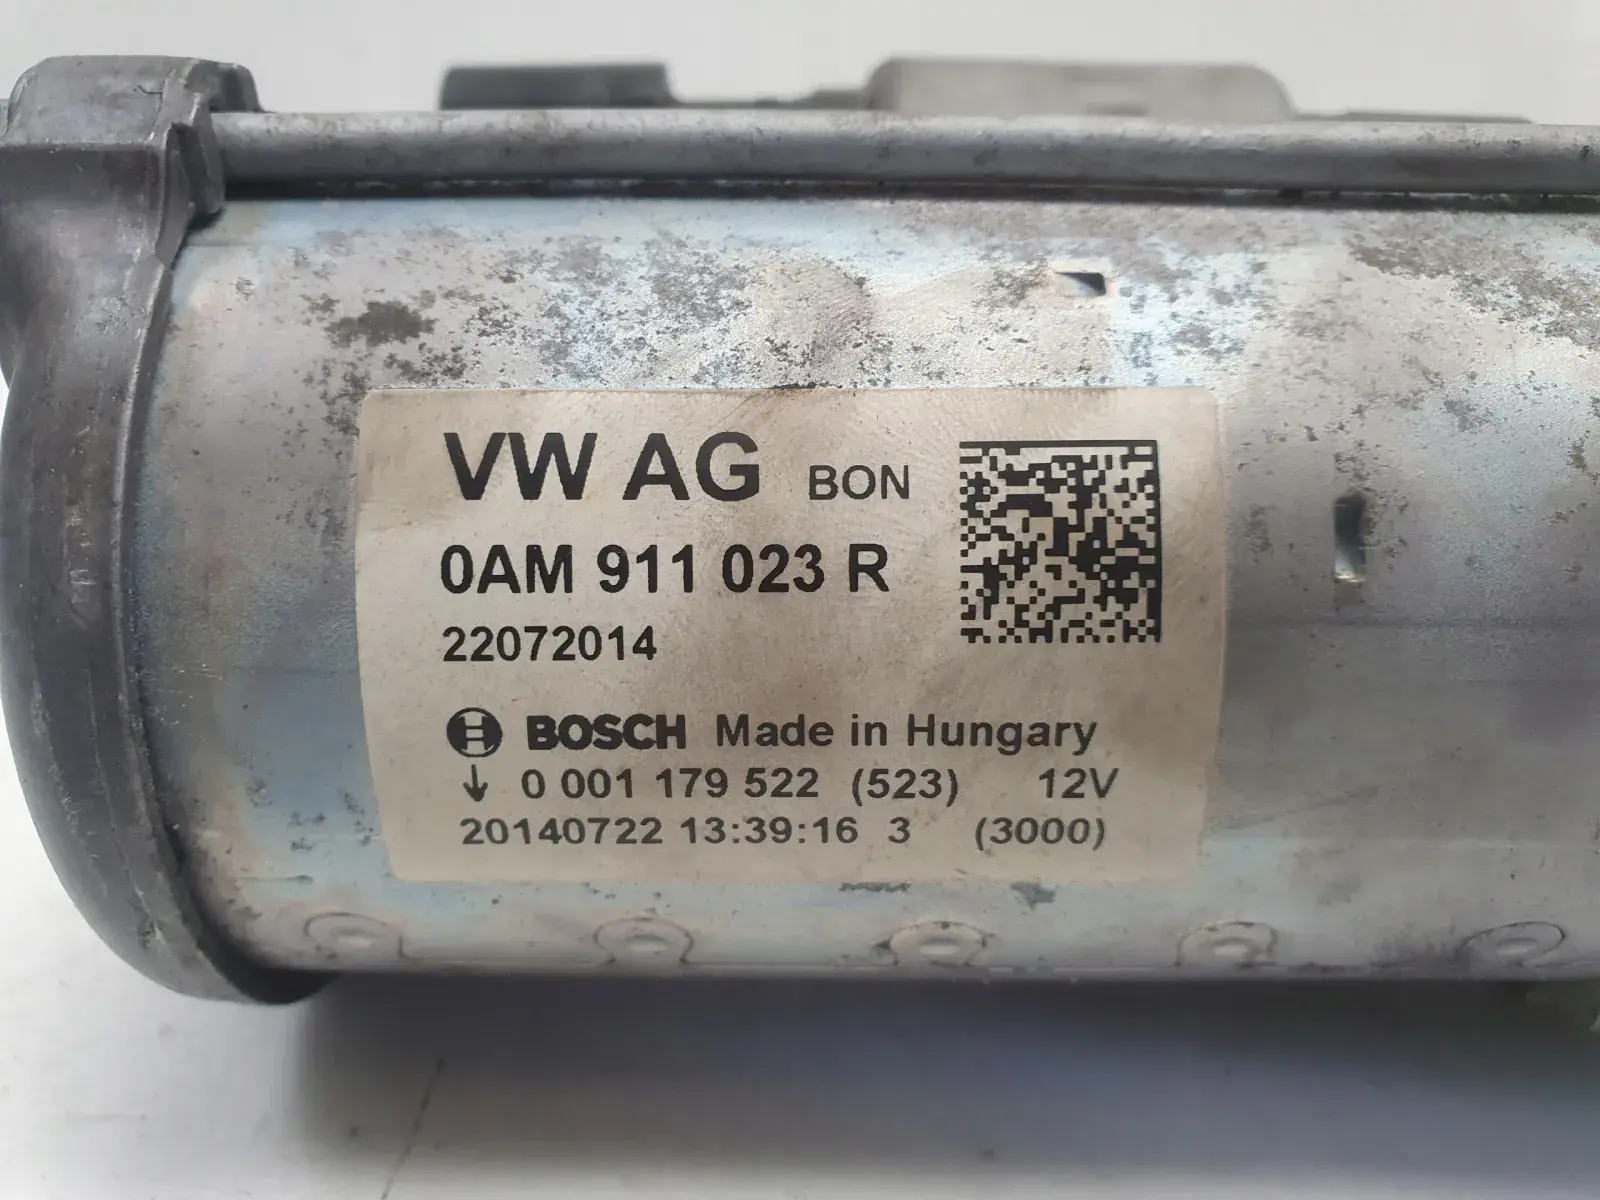 VW AG BON
0AM 911 023 R
22072014
BOSCH Made in Hungary
↓ 0 001 179 522 (523) 12V
20140722 13:39:16 3 (3000)